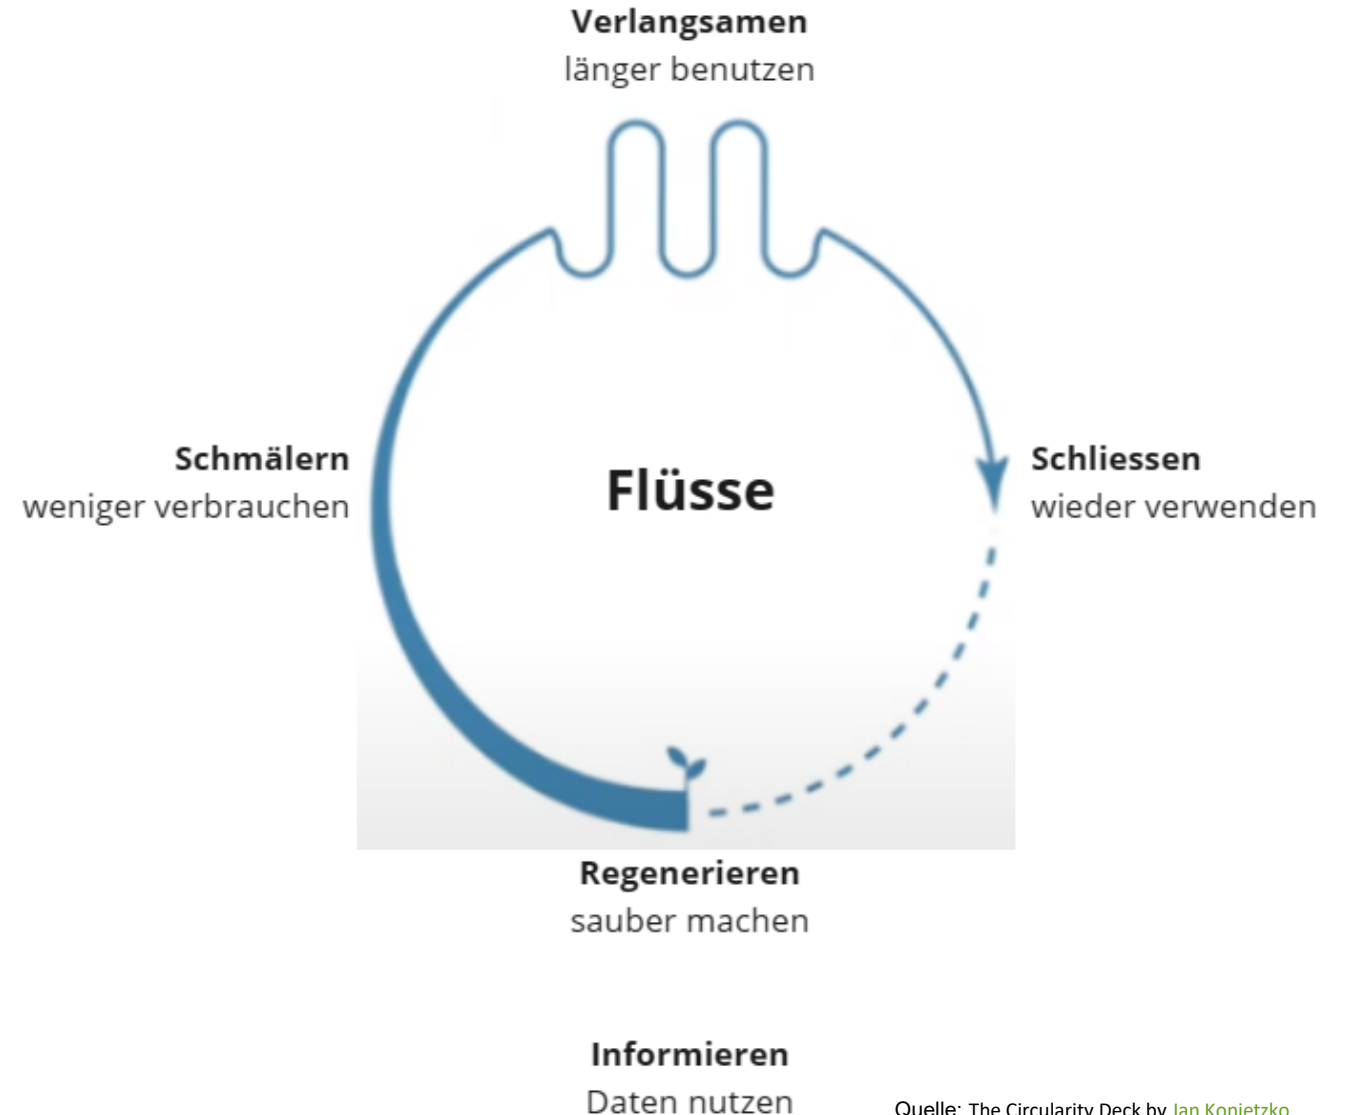 Verlangsamen
länger benutzen
Schmälern
weniger verbrauchen
Flüsse
Schliessen
wieder verwenden
Regenerieren
sauber machen
Informieren
Daten nutzen
Quelle: The Circularity Deck by Jan Konietzko